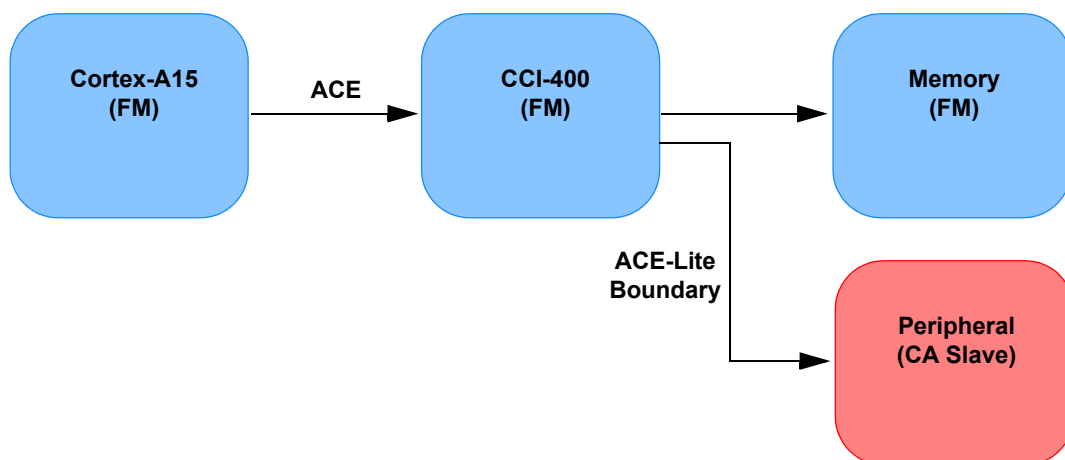 Cortex-A15
(FM)
ACE
CCI-400
(FM)
Memory
(FM)
ACE-Lite
Boundary
Peripheral
(CA Slave)